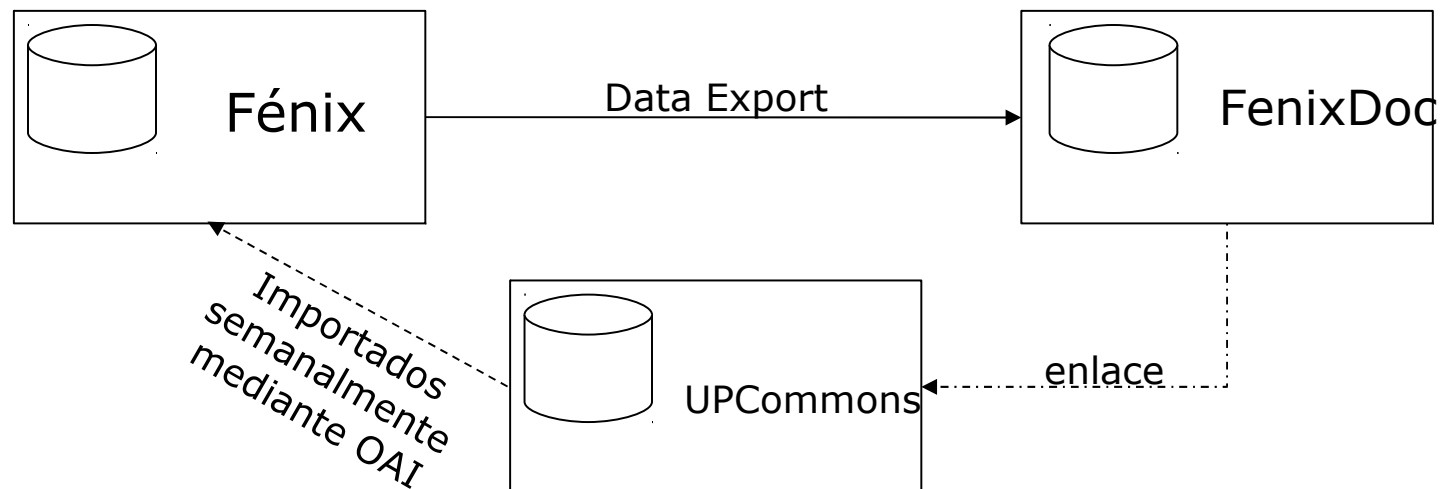 Fénix
Data Export
FenixDoc
Importados
semanalmente
mediante OAI
UPCommons
enlace